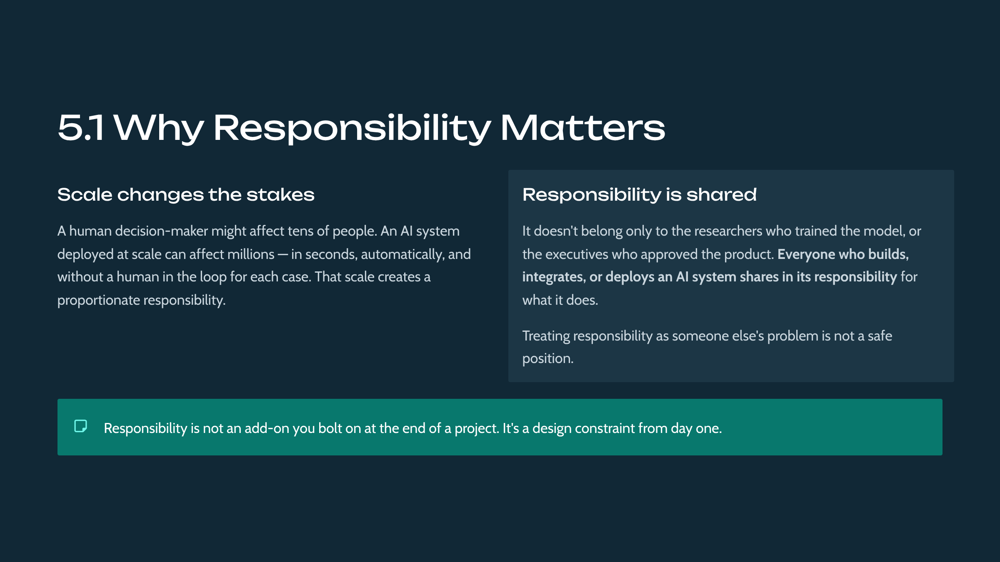 5.1 Why Responsibility Matters
Scale changes the stakes
A human decision-maker might affect tens of people. An AI system
deployed at scale can affect millions — in seconds, automatically, and
without a human in the loop for each case. That scale creates a
proportionate responsibility.
Responsibility is shared
It doesn't belong only to the researchers who trained the model, or
the executives who approved the product. Everyone who builds,
integrates, or deploys an AI system shares in its responsibility for
what it does.
Treating responsibility as someone else's problem is not a safe
position.
Responsibility is not an add-on you bolt on at the end of a project. It's a design constraint from day one.